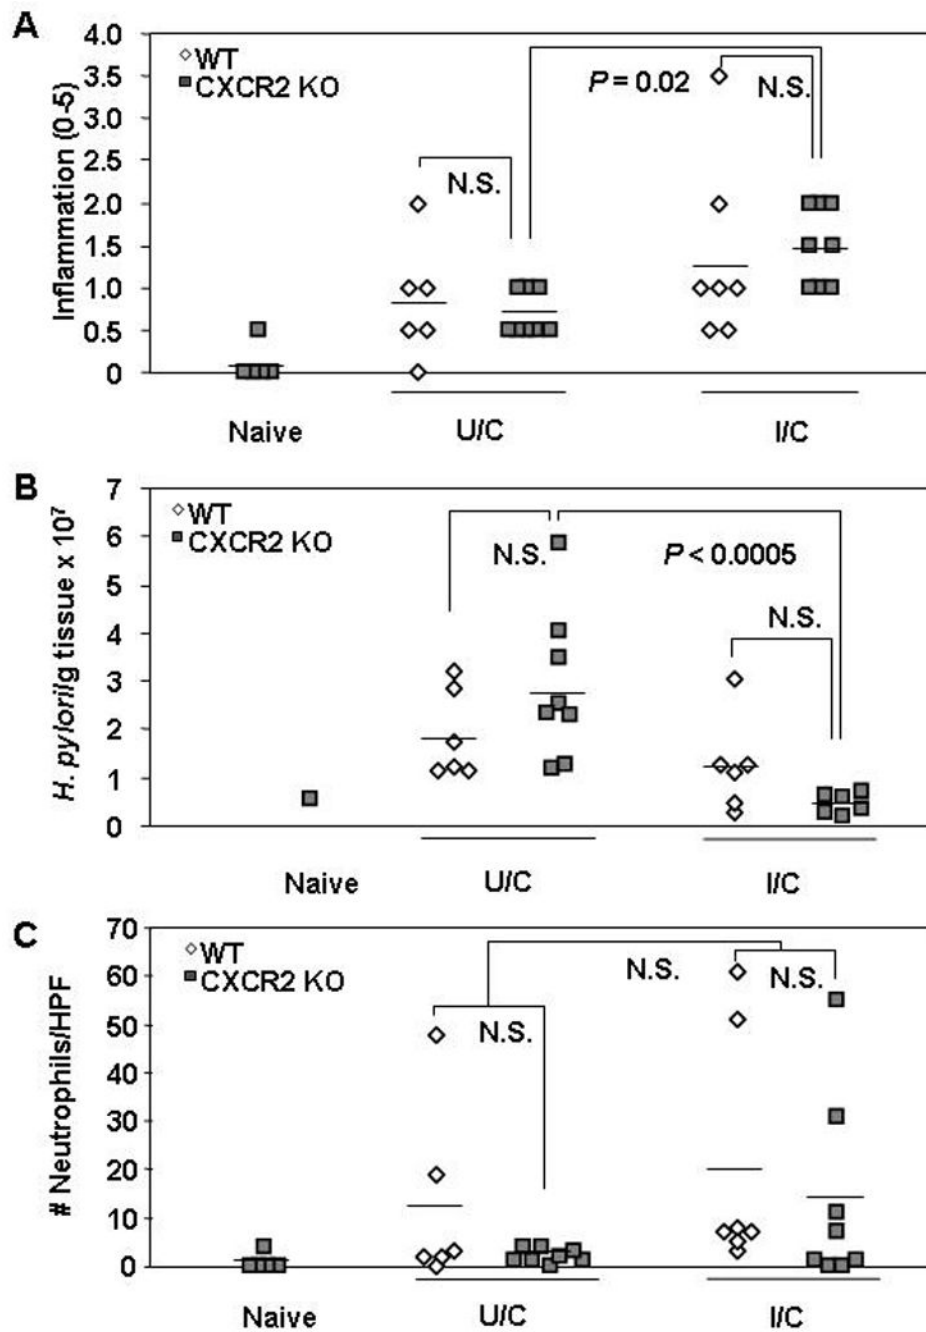 A
Inflammation (0-5)
4.0
3.5
3.0
2.5
2.0
1.5
1.0
0.5
0
WT
CXCR2 KO
N.S.
P = 0.02
N.S.
Naive
U/C
I/C
B
H. pylori/g tissue x 10⁷
7
6
5
4
3
2
1
0
WT
CXCR2 KO
N.S.
P < 0.0005
N.S.
Naive
U/C
I/C
C
# Neutrophils/HPF
70
60
50
40
30
20
10
0
WT
CXCR2 KO
N.S.
N.S.
N.S.
Naive
U/C
I/C